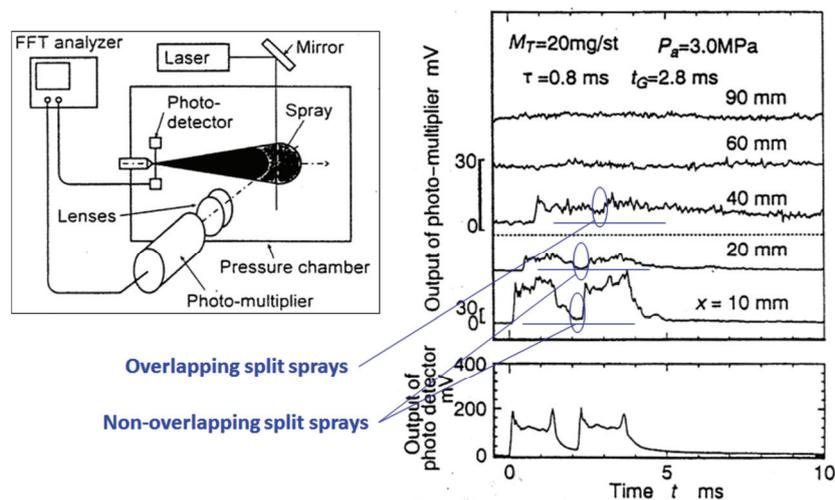 FFT analyzer
Laser
Mirror
Photo-
detector
Spray
Lenses
Pressure chamber
Photo-multiplier
Overlapping split sprays
Non-overlapping split sprays
Output of photo-multiplier mV
M_T=20mg/st P_a=3.0MPa
τ=0.8 ms t_G=2.8 ms
90 mm
60 mm
30
40 mm
0
20 mm
30
0
x = 10 mm
Output of
photo detector
mV
400
200
0
0 5 10
Time t ms